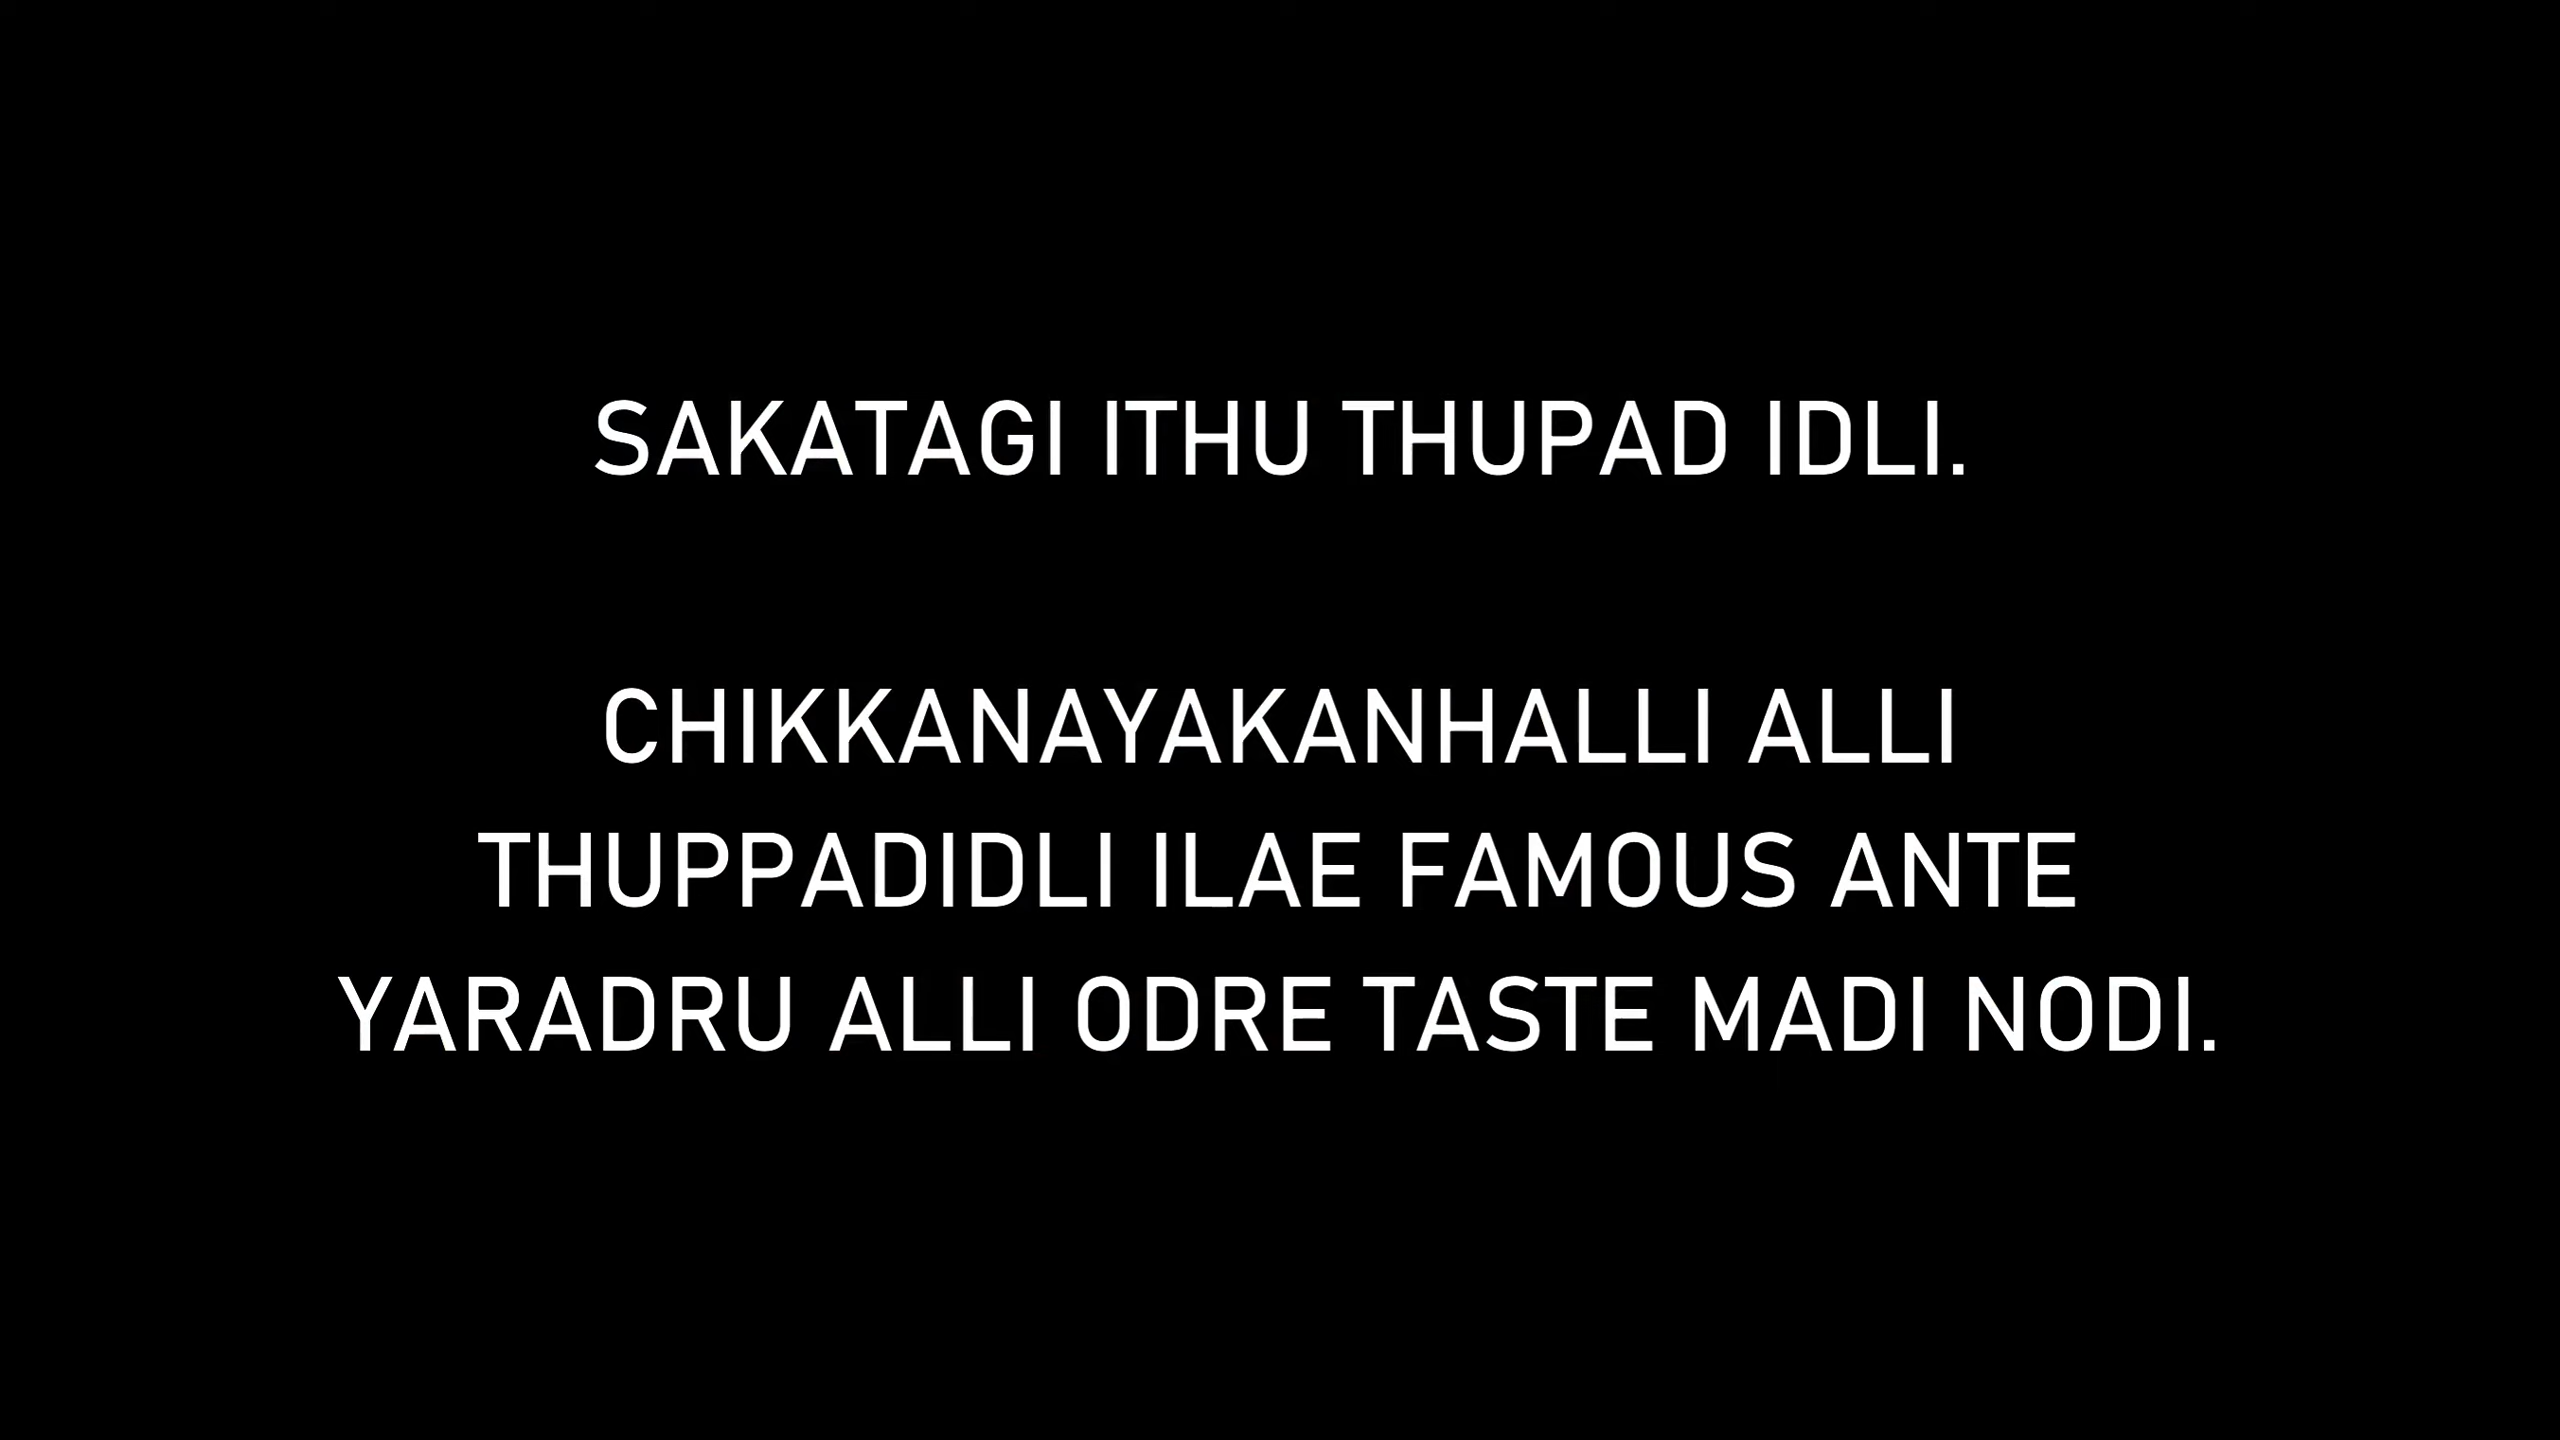 SAKATAGI ITHU THUPAD IDLI.
CHIKKANAYAKANHALLI ALLI
THUPPADIDLI ILAE FAMOUS ANTE
YARADRU ALLI ODRE TASTE MADI NODI.